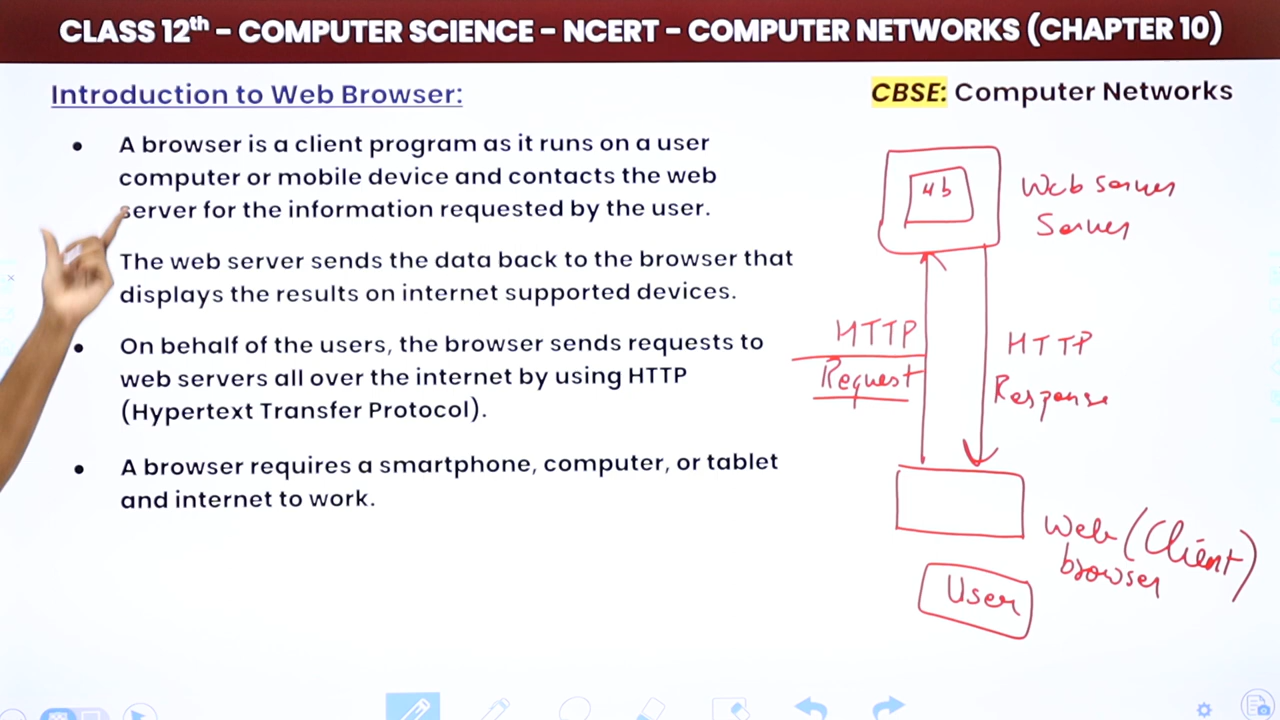 CLASS 12th – COMPUTER SCIENCE – NCERT – COMPUTER NETWORKS (CHAPTER 10)
Introduction to Web Browser:
CBSE: Computer Networks
• A browser is a client program as it runs on a user
computer or mobile device and contacts the web
server for the information requested by the user.
The web server sends the data back to the browser that
displays the results on internet supported devices.
• On behalf of the users, the browser sends requests to
web servers all over the internet by using HTTP
(Hypertext Transfer Protocol).
• A browser requires a smartphone, computer, or tablet
and internet to work.
Web Server
Server
HTTP
Request
HTTP
Response
Web (Client)
browser
User